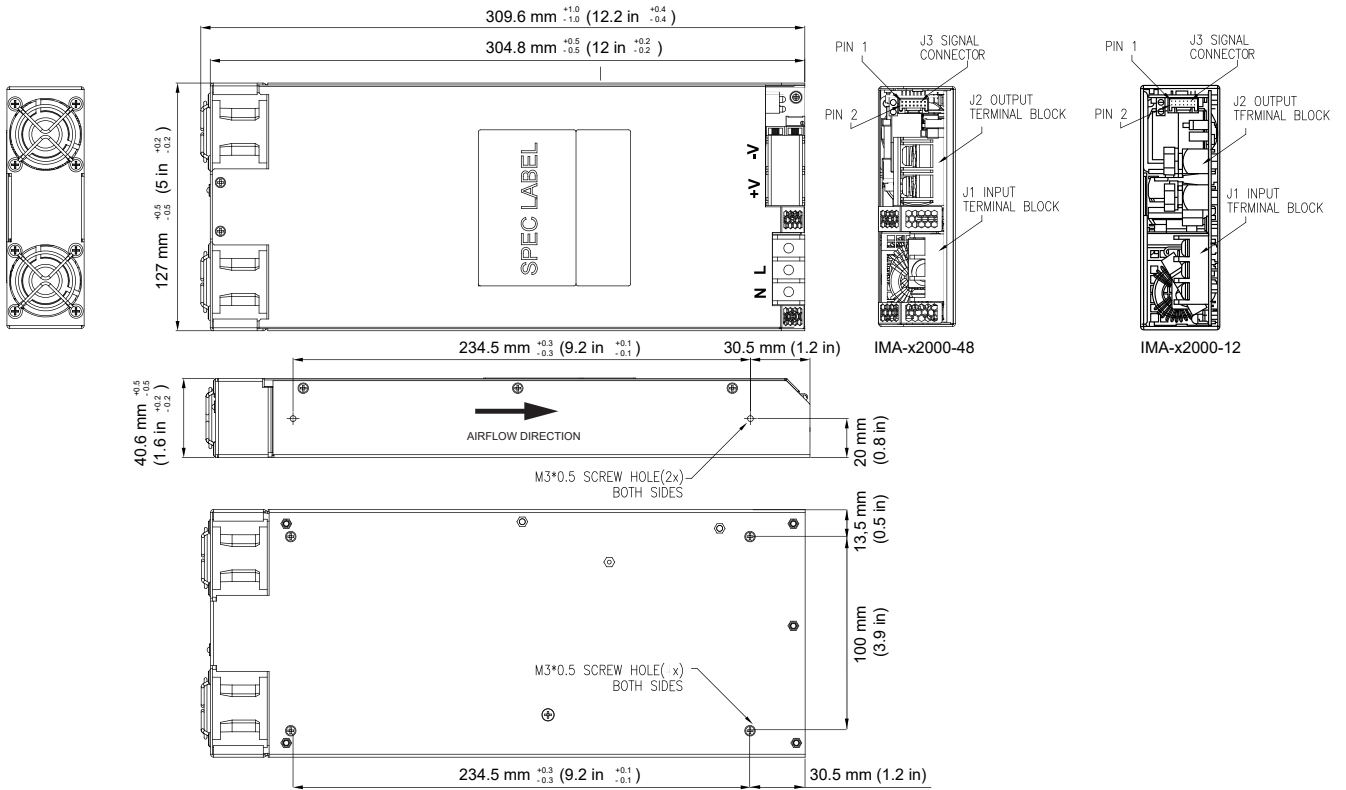 309.6 mm +1.0 -1.0 (12.2 in +0.4 -0.4 )
304.8 mm +0.5 -0.5 (12 in +0.2 -0.2 )
127 mm +0.5 -0.5 (5 in +0.2 -0.2 )
SPEC LABEL
+V -V
N L
PIN 1
J3 SIGNAL
CONNECTOR
PIN 2
J2 OUTPUT
TERMINAL BLOCK
J1 INPUT
TERMINAL BLOCK
IMA-x2000-48
PIN 1
J3 SIGNAL
CONNECTOR
PIN 2
J2 OUTPUT
TFRMINAL BLOCK
J1 INPUT
TFRMINAL BLOCK
IMA-x2000-12
234.5 mm +0.3 -0.3 (9.2 in +0.1 -0.1 )
30.5 mm (1.2 in)
40.6 mm +0.5 -0.5
(1.6 in +0.2 -0.2 )
AIRFLOW DIRECTION
20 mm
(0.8 in)
M3*0.5 SCREW HOLE(2x)
BOTH SIDES
13,5 mm
(0.5 in)
100 mm
(3.9 in)
M3*0.5 SCREW HOLE( x)
BOTH SIDES
234.5 mm +0.3 -0.3 (9.2 in +0.1 -0.1 )
30.5 mm (1.2 in)